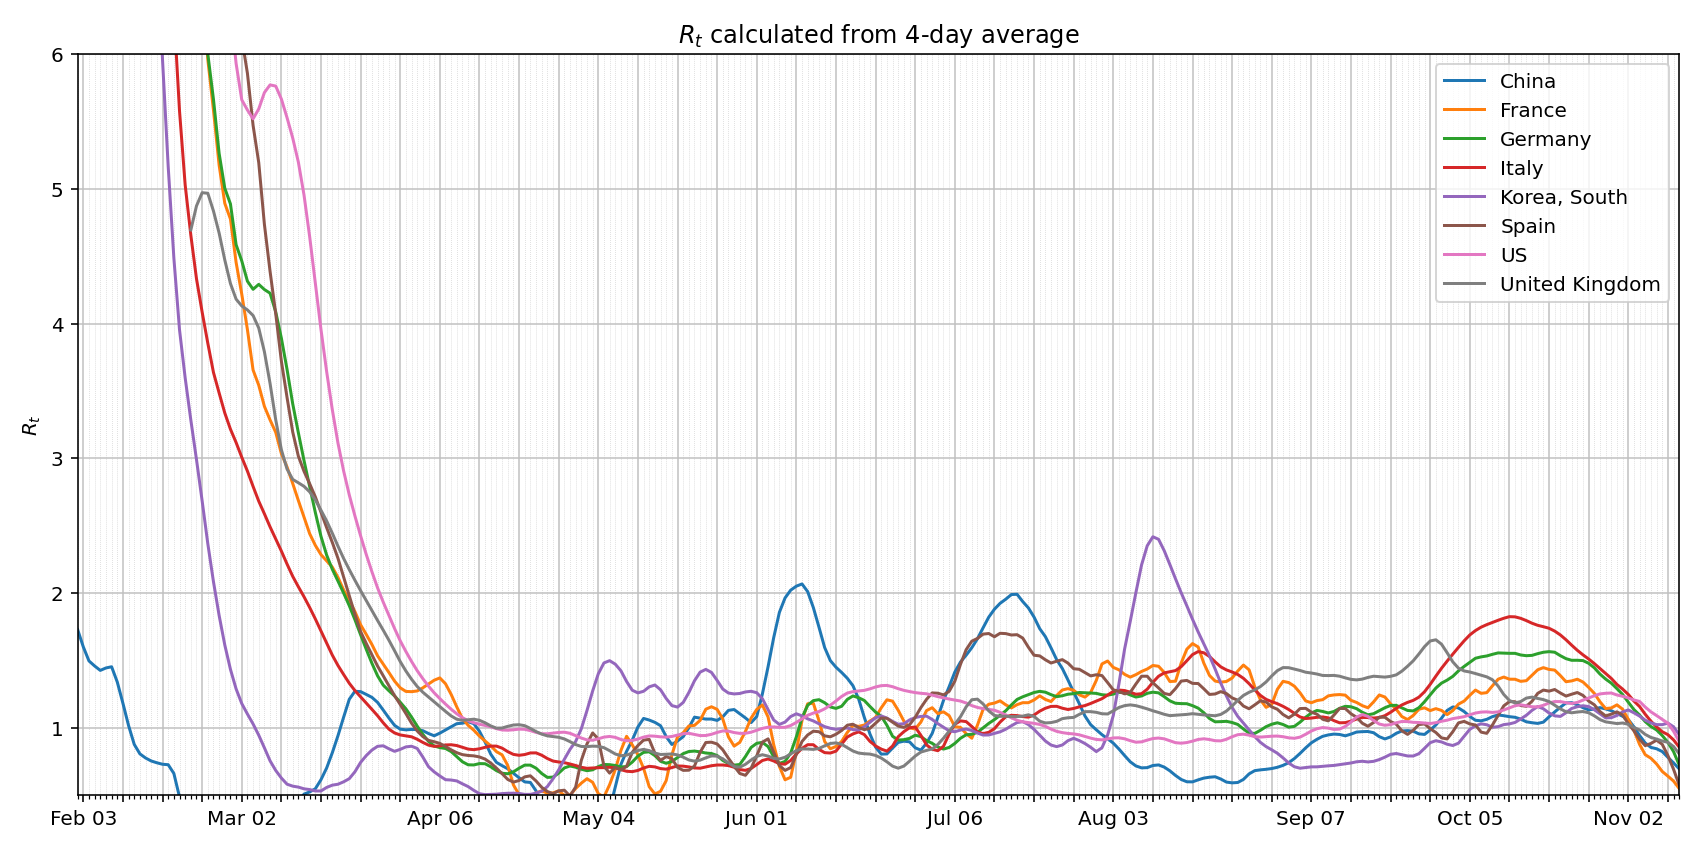 R_t calculated from 4-day average
6
5
4
3
2
1
R_t
China
France
Germany
Italy
Korea, South
Spain
US
United Kingdom
Feb 03 Mar 02 Apr 06 May 04 Jun 01 Jul 06 Aug 03 Sep 07 Oct 05 Nov 02